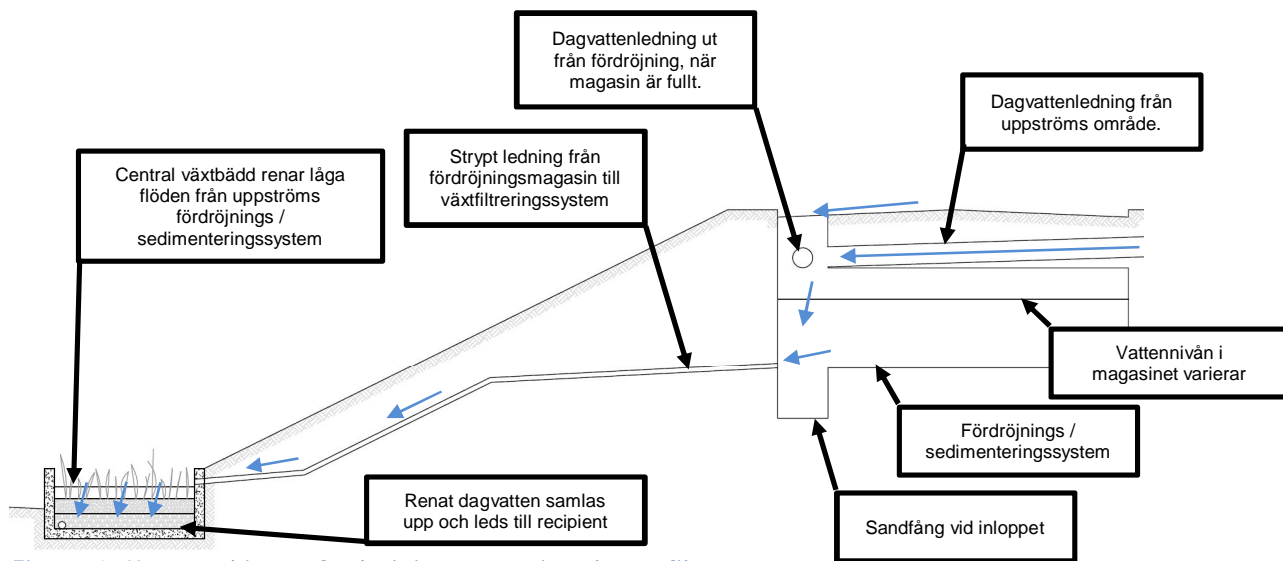 Dagvattenledning ut
från fördröjning, när
magasin är fullt.
Dagvattenledning från
uppströms område.
Strypt ledning från
fördröjningsmagasin till
växtfiltreringssystem
Central växtbädd renar låga
flöden från uppströms
fördröjnings /
sedimenteringssystem
Vattennivån i
magasinet varierar
Fördröjnings /
sedimenteringssystem
Renat dagvatten samlas
upp och leds till recipient
Sandfång vid inloppet